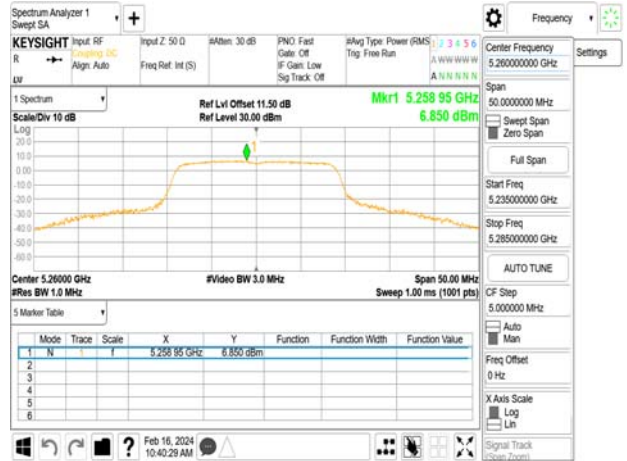 Spectrum Analyzer 1
Swept SA
+
Frequency
KEYSIGHT
R
Input: RF
Coupling: DC
Align: Auto
Input Z: 50 Ω
Freq Ref: Int (S)
#Atten: 30 dB
PNO: Fast
Gate: Off
IF Gain: Low
Sig Track: Off
#Avg Type: Power (RMS
Trig: Free Run
1 2 3 4 5 6
A W W W W W
A N N N N N
Settings
1 Spectrum
Scale/Div 10 dB
Ref Lvl Offset 11.50 dB
Ref Level 30.00 dBm
Mkr1 5.258 95 GHz
6.850 dBm
Log
20.0
10.0
0.00
-10.0
-20.0
-30.0
-40.0
-50.0
-60.0
1
Center 5.26000 GHz
#Res BW 1.0 MHz
#Video BW 3.0 MHz
Span 50.00 MHz
Sweep 1.00 ms (1001 pts)
5 Marker Table
Mode Trace Scale X Y Function Function Width Function Value
1 N 1 f 5.258 95 GHz 6.850 dBm
2
3
4
5
6
Center Frequency
5.260000000 GHz
Span
50.0000000 MHz
Swept Span
Zero Span
Full Span
Start Freq
5.235000000 GHz
Stop Freq
5.285000000 GHz
AUTO TUNE
CF Step
5.000000 MHz
Auto
Man
Freq Offset
0 Hz
X Axis Scale
Log
Lin
Signal Track
(Span Zoom)
?
Feb 16, 2024
10:40:29 AM